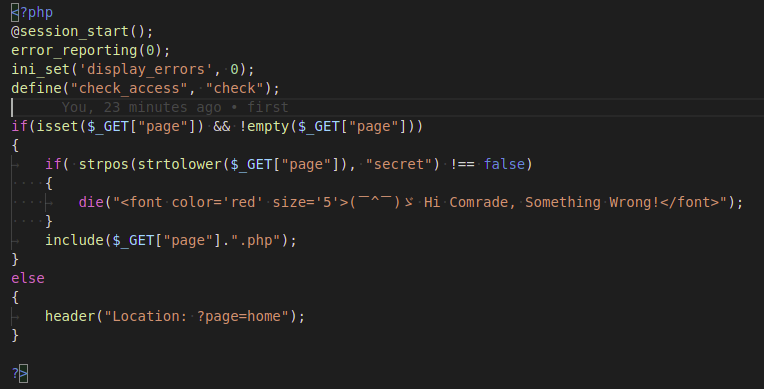 <?php
@session_start();
error_reporting(0);
ini_set('display_errors', 0);
define("check_access", "check");
You, 23 minutes ago • first
if(isset($_GET["page"]) && !empty($_GET["page"]))
{
    if( strpos(strtolower($_GET["page"]), "secret") !== false)
    {
        die("<font color='red' size='5'>(￣^￣)ゞ Hi Comrade, Something Wrong!</font>");
    }
    include($_GET["page"].".php");
}
else
{
    header("Location: ?page=home");
}
?>